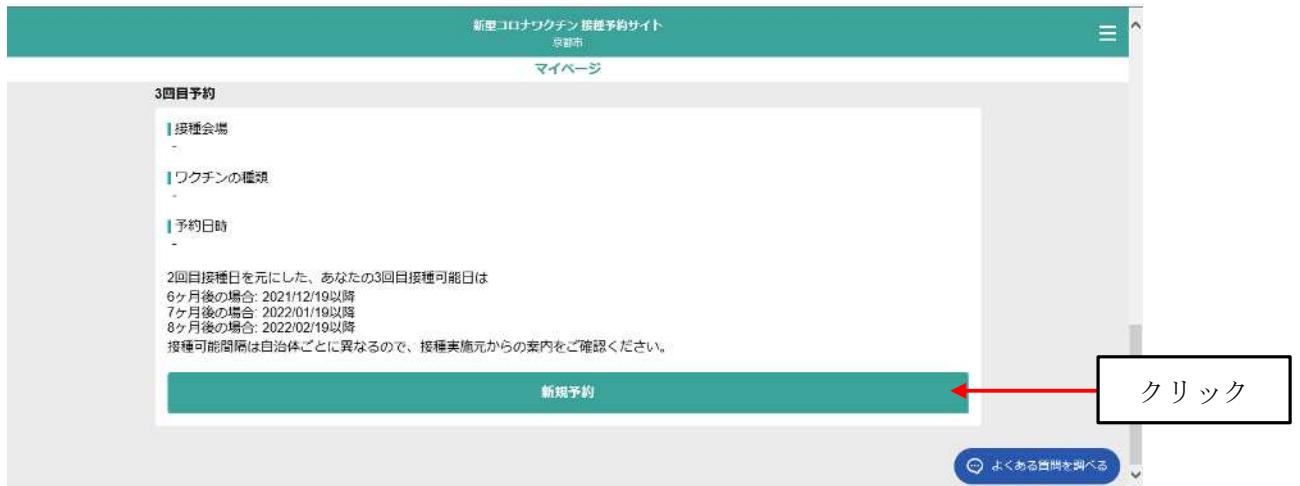 新型コロナワクチン 接種予約サイト
京都市
マイページ
3回目予約
接種会場
-
ワクチンの種類
-
予約日時
-
2回目接種日を元にした、あなたの3回目接種可能日は
6ヶ月後の場合: 2021/12/19以降
7ヶ月後の場合: 2022/01/19以降
8ヶ月後の場合: 2022/02/19以降
接種可能間隔は自治体ごとに異なるので、接種実施元からの案内をご確認ください。
新規予約
クリック
よくある質問を調べる